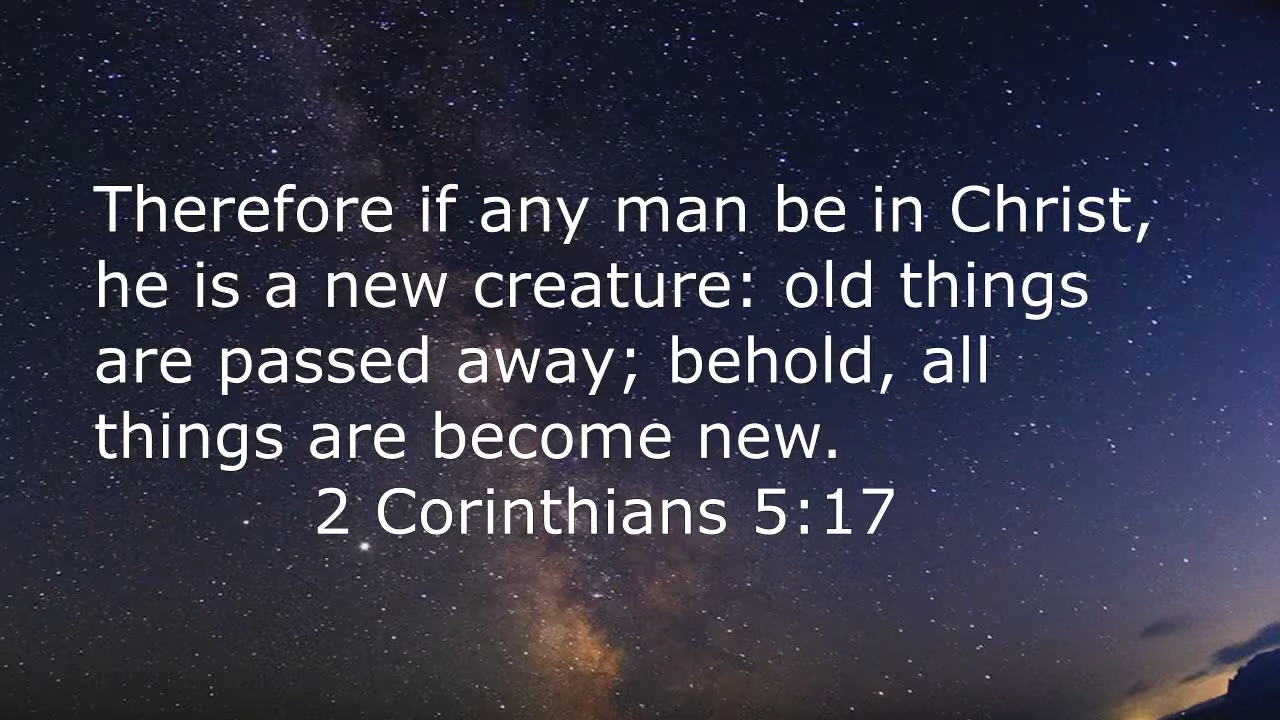 Therefore if any man be in Christ,
he is a new creature: old things
are passed away; behold, all
things are become new.
2 Corinthians 5:17